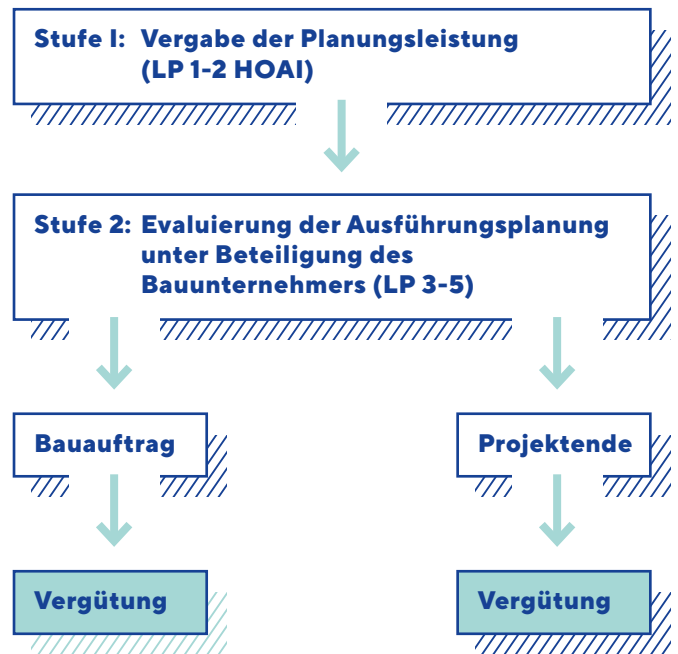 Stufe I: Vergabe der Planungsleistung
(LP 1-2 HOAI)
Stufe 2: Evaluierung der Ausführungsplanung
unter Beteiligung des
Bauunternehmers (LP 3-5)
Bauauftrag
Projektende
Vergütung
Vergütung